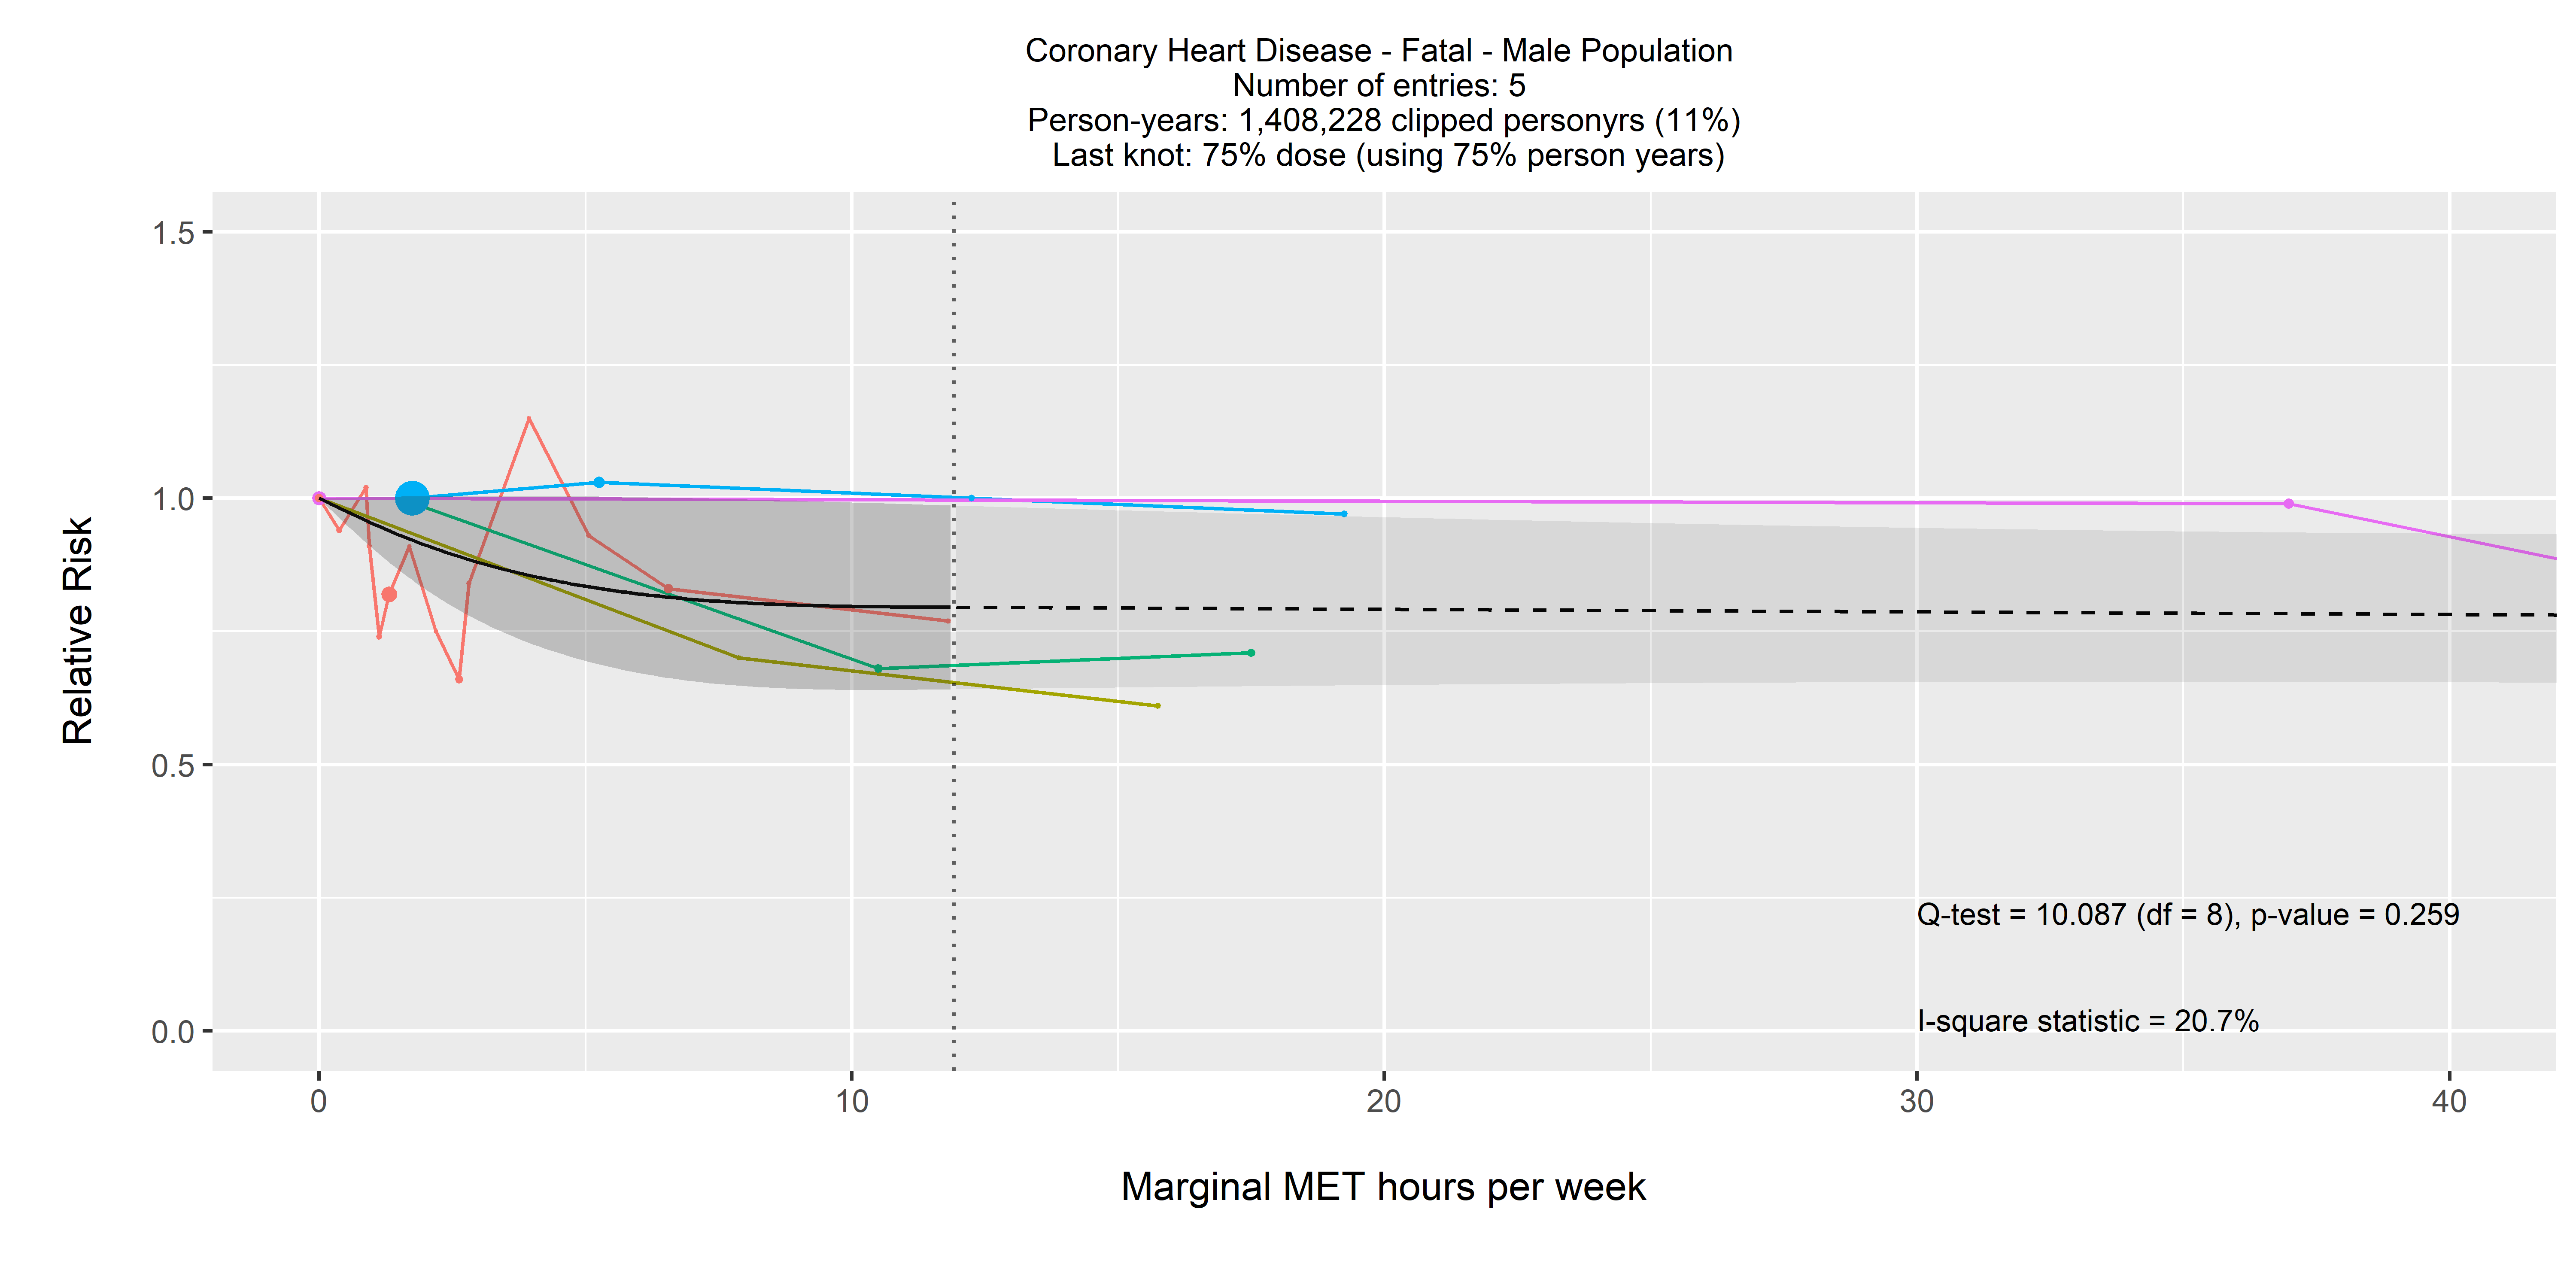 Coronary Heart Disease - Fatal - Male Population
Number of entries: 5
Person-years: 1,408,228 clipped personyrs (11%)
Last knot: 75% dose (using 75% person years)
1.5
1.0
0.5
0.0
Relative Risk
Q-test = 10.087 (df = 8), p-value = 0.259
I-square statistic = 20.7%
0 10 20 30 40
Marginal MET hours per week